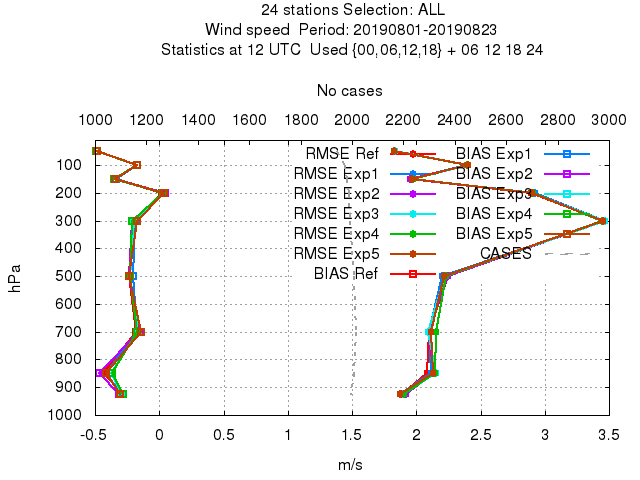 24 stations Selection: ALL
Wind speed  Period: 20190801-20190823
Statistics at 12 UTC  Used {00,06,12,18} + 06 12 18 24
No cases
1000 1200 1400 1600 1800 2000 2200 2400 2600 2800 3000
RMSE Ref BIAS Exp1
100
RMSE Exp1 BIAS Exp2
200
RMSE Exp2 BIAS Exp3
RMSE Exp3 BIAS Exp4
300
RMSE Exp4 BIAS Exp5
400
RMSE Exp5 CASES
500
BIAS Ref
hPa
600
700
800
900
1000
-0.5 0 0.5 1 1.5 2 2.5 3 3.5
m/s